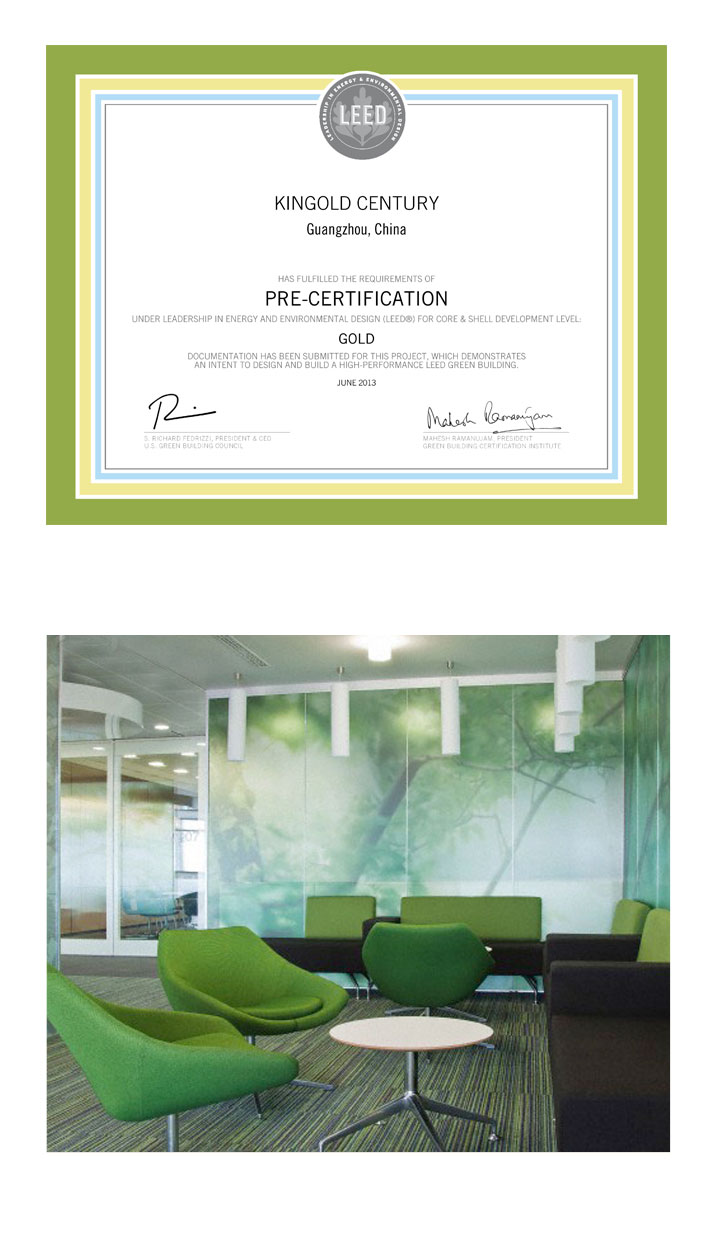 LEADERSHIP IN ENERGY & ENVIRONMENTAL DESIGN
LEED
KINGOLD CENTURY
Guangzhou, China
HAS FULFILLED THE REQUIREMENTS OF
PRE-CERTIFICATION
UNDER LEADERSHIP IN ENERGY AND ENVIRONMENTAL DESIGN (LEED®) FOR CORE & SHELL DEVELOPMENT LEVEL:
GOLD
DOCUMENTATION HAS BEEN SUBMITTED FOR THIS PROJECT, WHICH DEMONSTRATES
AN INTENT TO DESIGN AND BUILD A HIGH-PERFORMANCE LEED GREEN BUILDING.
JUNE 2013
Mahesh Ramanujam
S. RICHARD FEDRIZZI, PRESIDENT & CEO
U.S. GREEN BUILDING COUNCIL
MAHESH RAMANUJAM, PRESIDENT
GREEN BUILDING CERTIFICATION INSTITUTE